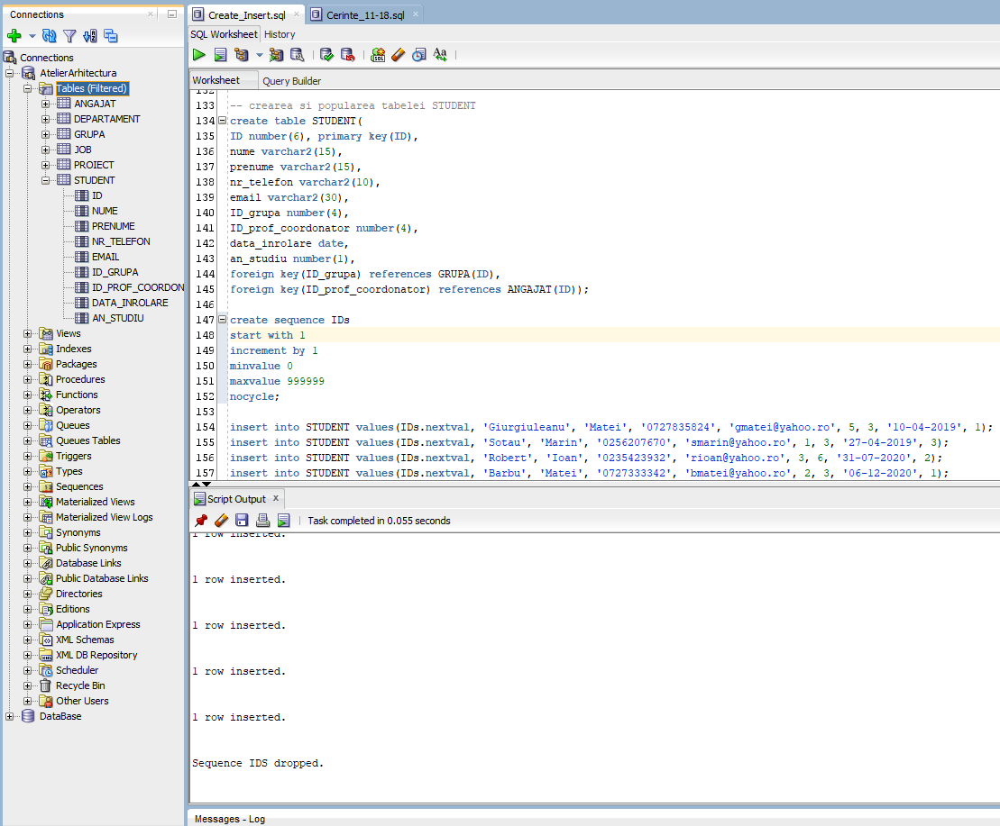 Connections
Connections
AtelierArhitectura
Tables (Filtered)
ANGAJAT
DEPARTAMENT
GRUPA
JOB
PROIECT
STUDENT
ID
NUME
PRENUME
NR_TELEFON
EMAIL
ID_GRUPA
ID_PROF_COORDON
DATA_INROLARE
AN_STUDIU
Views
Indexes
Packages
Procedures
Functions
Operators
Queues
Queues Tables
Triggers
Types
Sequences
Materialized Views
Materialized View Logs
Synonyms
Public Synonyms
Database Links
Public Database Links
Directories
Editions
Application Express
XML Schemas
XML DB Repository
Scheduler
Recycle Bin
Other Users
DataBase
Create_Insert.sql Cerinte_11-18.sql
SQL Worksheet History
Worksheet Query Builder
132
133 -- crearea si popularea tabelei STUDENT
134 create table STUDENT(
135 ID number(6), primary key(ID),
136 nume varchar2(15),
137 prenume varchar2(15),
138 nr_telefon varchar2(10),
139 email varchar2(30),
140 ID_grupa number(4),
141 ID_prof_coordonator number(4),
142 data_inrolare date,
143 an_studiu number(1),
144 foreign key(ID_grupa) references GRUPA(ID),
145 foreign key(ID_prof_coordonator) references ANGAJAT(ID));
146
147 create sequence IDs
148 start with 1
149 increment by 1
150 minvalue 0
151 maxvalue 999999
152 nocycle;
153
154 insert into STUDENT values(IDs.nextval, 'Giurgiuleanu', 'Matei', '0727835824', 'gmatei@yahoo.ro', 5, 3, '10-04-2019', 1);
155 insert into STUDENT values(IDs.nextval, 'Sotau', 'Marin', '0256207670', 'smarin@yahoo.ro', 1, 3, '27-04-2019', 3);
156 insert into STUDENT values(IDs.nextval, 'Robert', 'Ioan', '0235423932', 'rioan@yahoo.ro', 3, 6, '31-07-2020', 2);
157 insert into STUDENT values(IDs.nextval, 'Barbu', 'Matei', '0727333342', 'bmatei@yahoo.ro', 2, 3, '06-12-2020', 1);
Script Output
Task completed in 0.055 seconds
1 row inserted.
1 row inserted.
1 row inserted.
1 row inserted.
1 row inserted.
Sequence IDS dropped.
Messages - Log